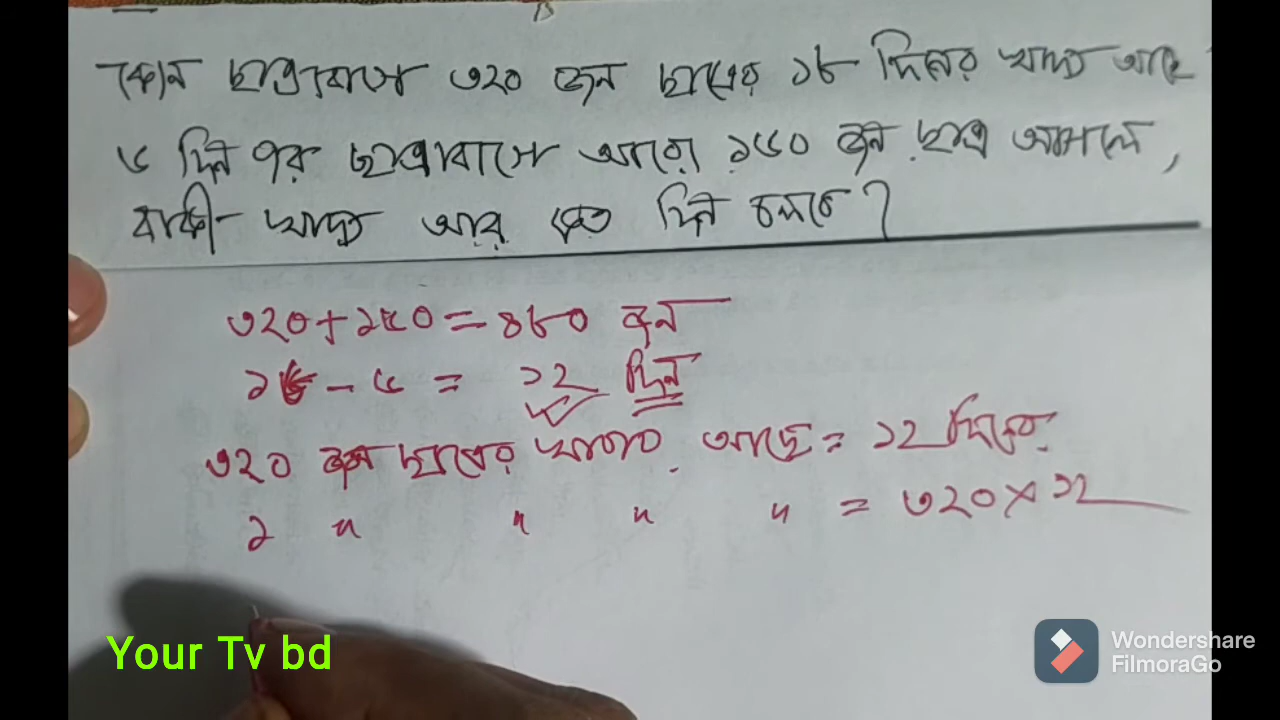 কোন ছাত্রাবাসে ৩২০ জন ছাত্রের ১৮ দিনের খাদ্য আছে
৬ দিন পর ছাত্রাবাসে আরো ১৬০ জন ছাত্র আসলে,
বাকী খাদ্য আর কত দিন চলবে?
৩২০+১৬০=৪৮০ জন
১৮ - ৬ = ১২ দিন
৩২০ জন ছাত্রের খাবার আছে = ১২ দিনের
১ " " " " = ৩২০×১২
Your Tv bd
Wondershare
FilmoraGo